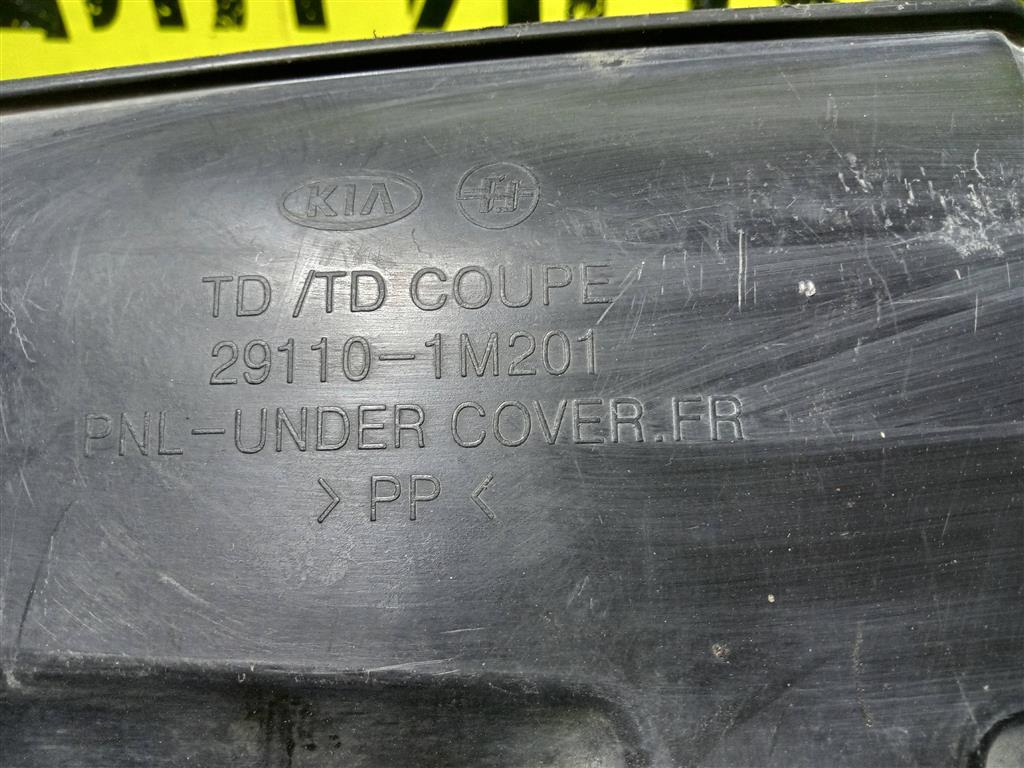 KIA
TD /TD COUPE
29110-1M201
PNL-UNDER COVER.FR
> PP <